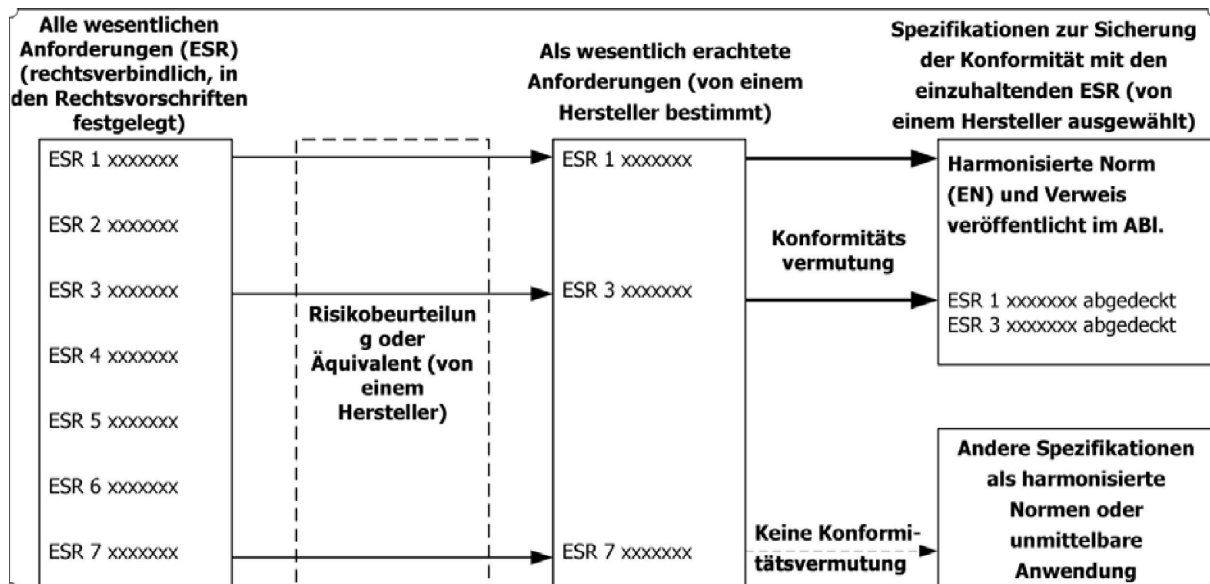 Alle wesentlichen
Anforderungen (ESR)
(rechtsverbindlich, in
den Rechtsvorschriften
festgelegt)
ESR 1 xxxxxxx
ESR 2 xxxxxxx
ESR 3 xxxxxxx
ESR 4 xxxxxxx
ESR 5 xxxxxxx
ESR 6 xxxxxxx
ESR 7 xxxxxxx
Risikobeurteilun
g oder
Äquivalent (von
einem
Hersteller)
Als wesentlich erachtete
Anforderungen (von einem
Hersteller bestimmt)
ESR 1 xxxxxxx
ESR 3 xxxxxxx
ESR 7 xxxxxxx
Konformitäts
vermutung
Keine Konformi-
tätsvermutung
Spezifikationen zur Sicherung
der Konformität mit den
einzuhaltenden ESR (von
einem Hersteller ausgewählt)
Harmonisierte Norm
(EN) und Verweis
veröffentlicht im ABl.
ESR 1 xxxxxxx abgedeckt
ESR 3 xxxxxxx abgedeckt
Andere Spezifikationen
als harmonisierte
Normen oder
unmittelbare
Anwendung